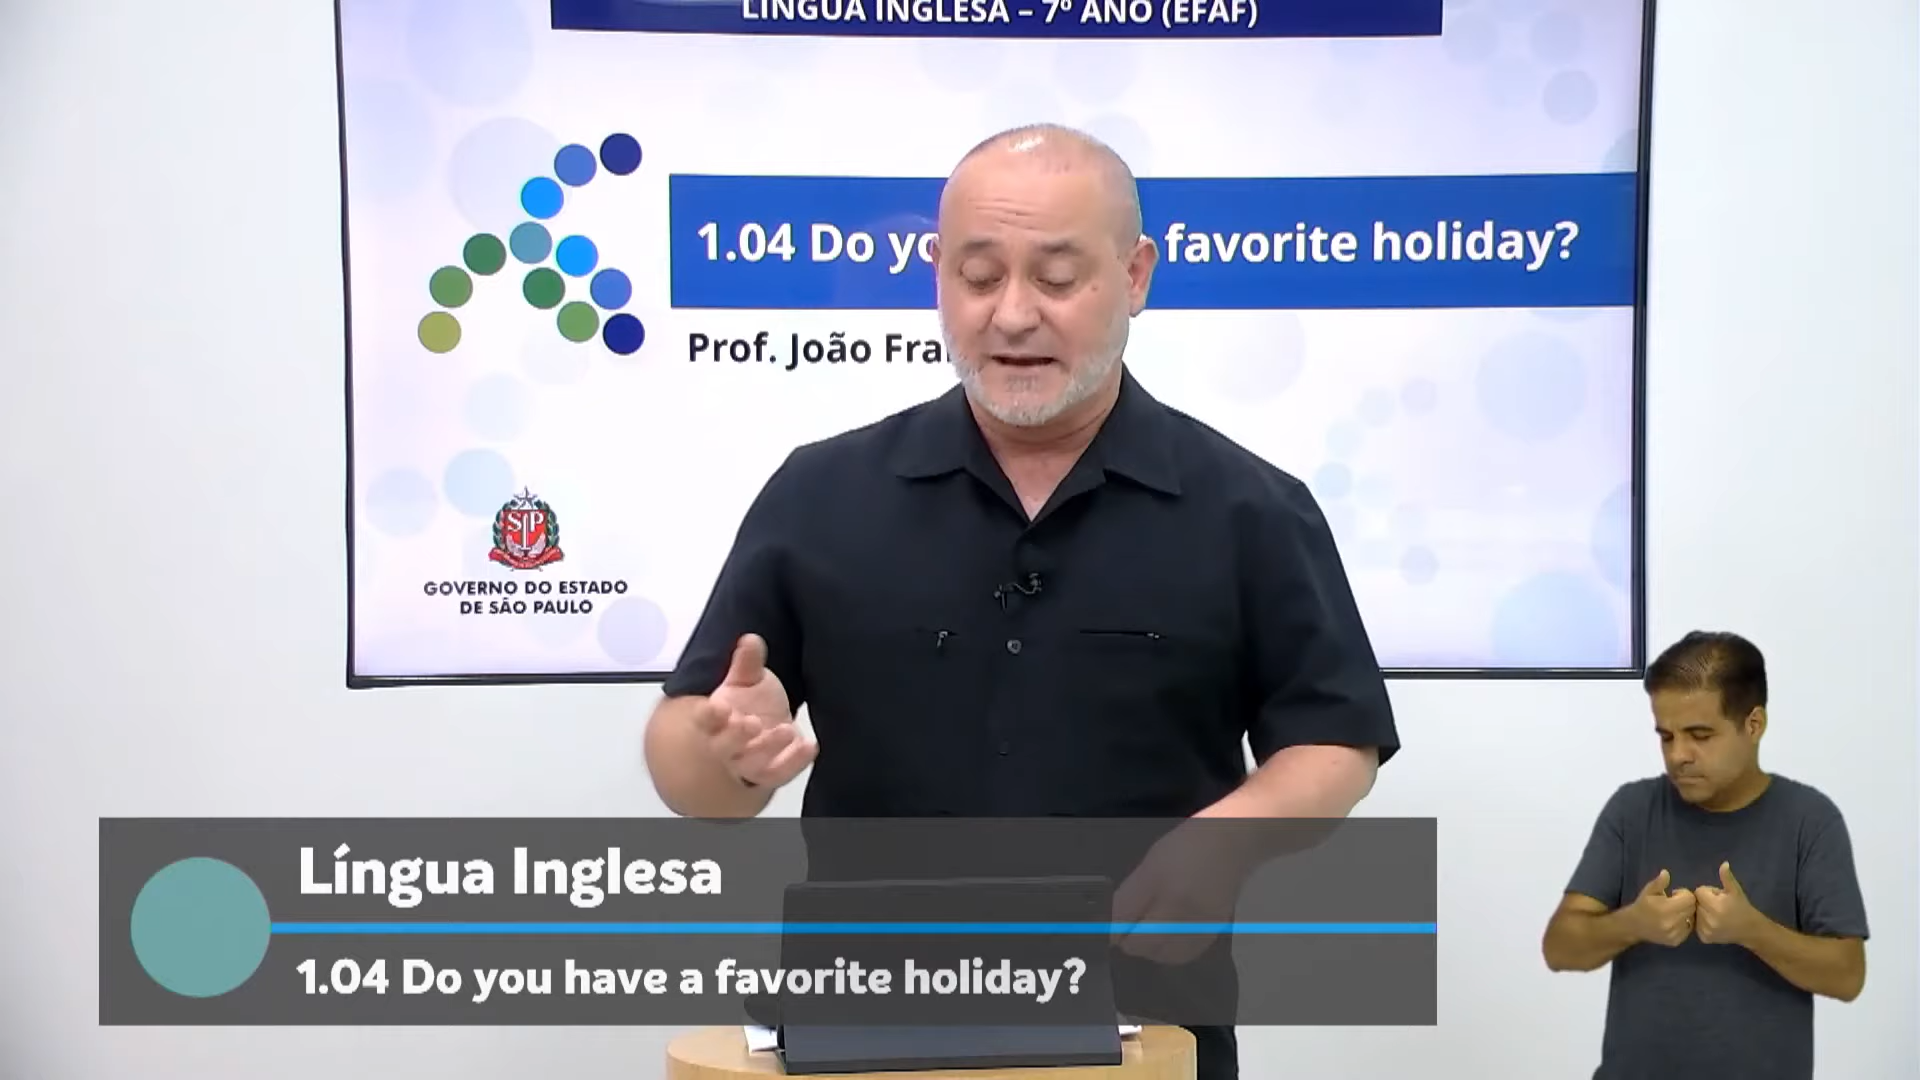 LÍNGUA INGLESA – 7º ANO (EFAF)
1.04 Do yo favorite holiday?
Prof. João Fra
SP
GOVERNO DO ESTADO
DE SÃO PAULO
Língua Inglesa
1.04 Do you have a favorite holiday?